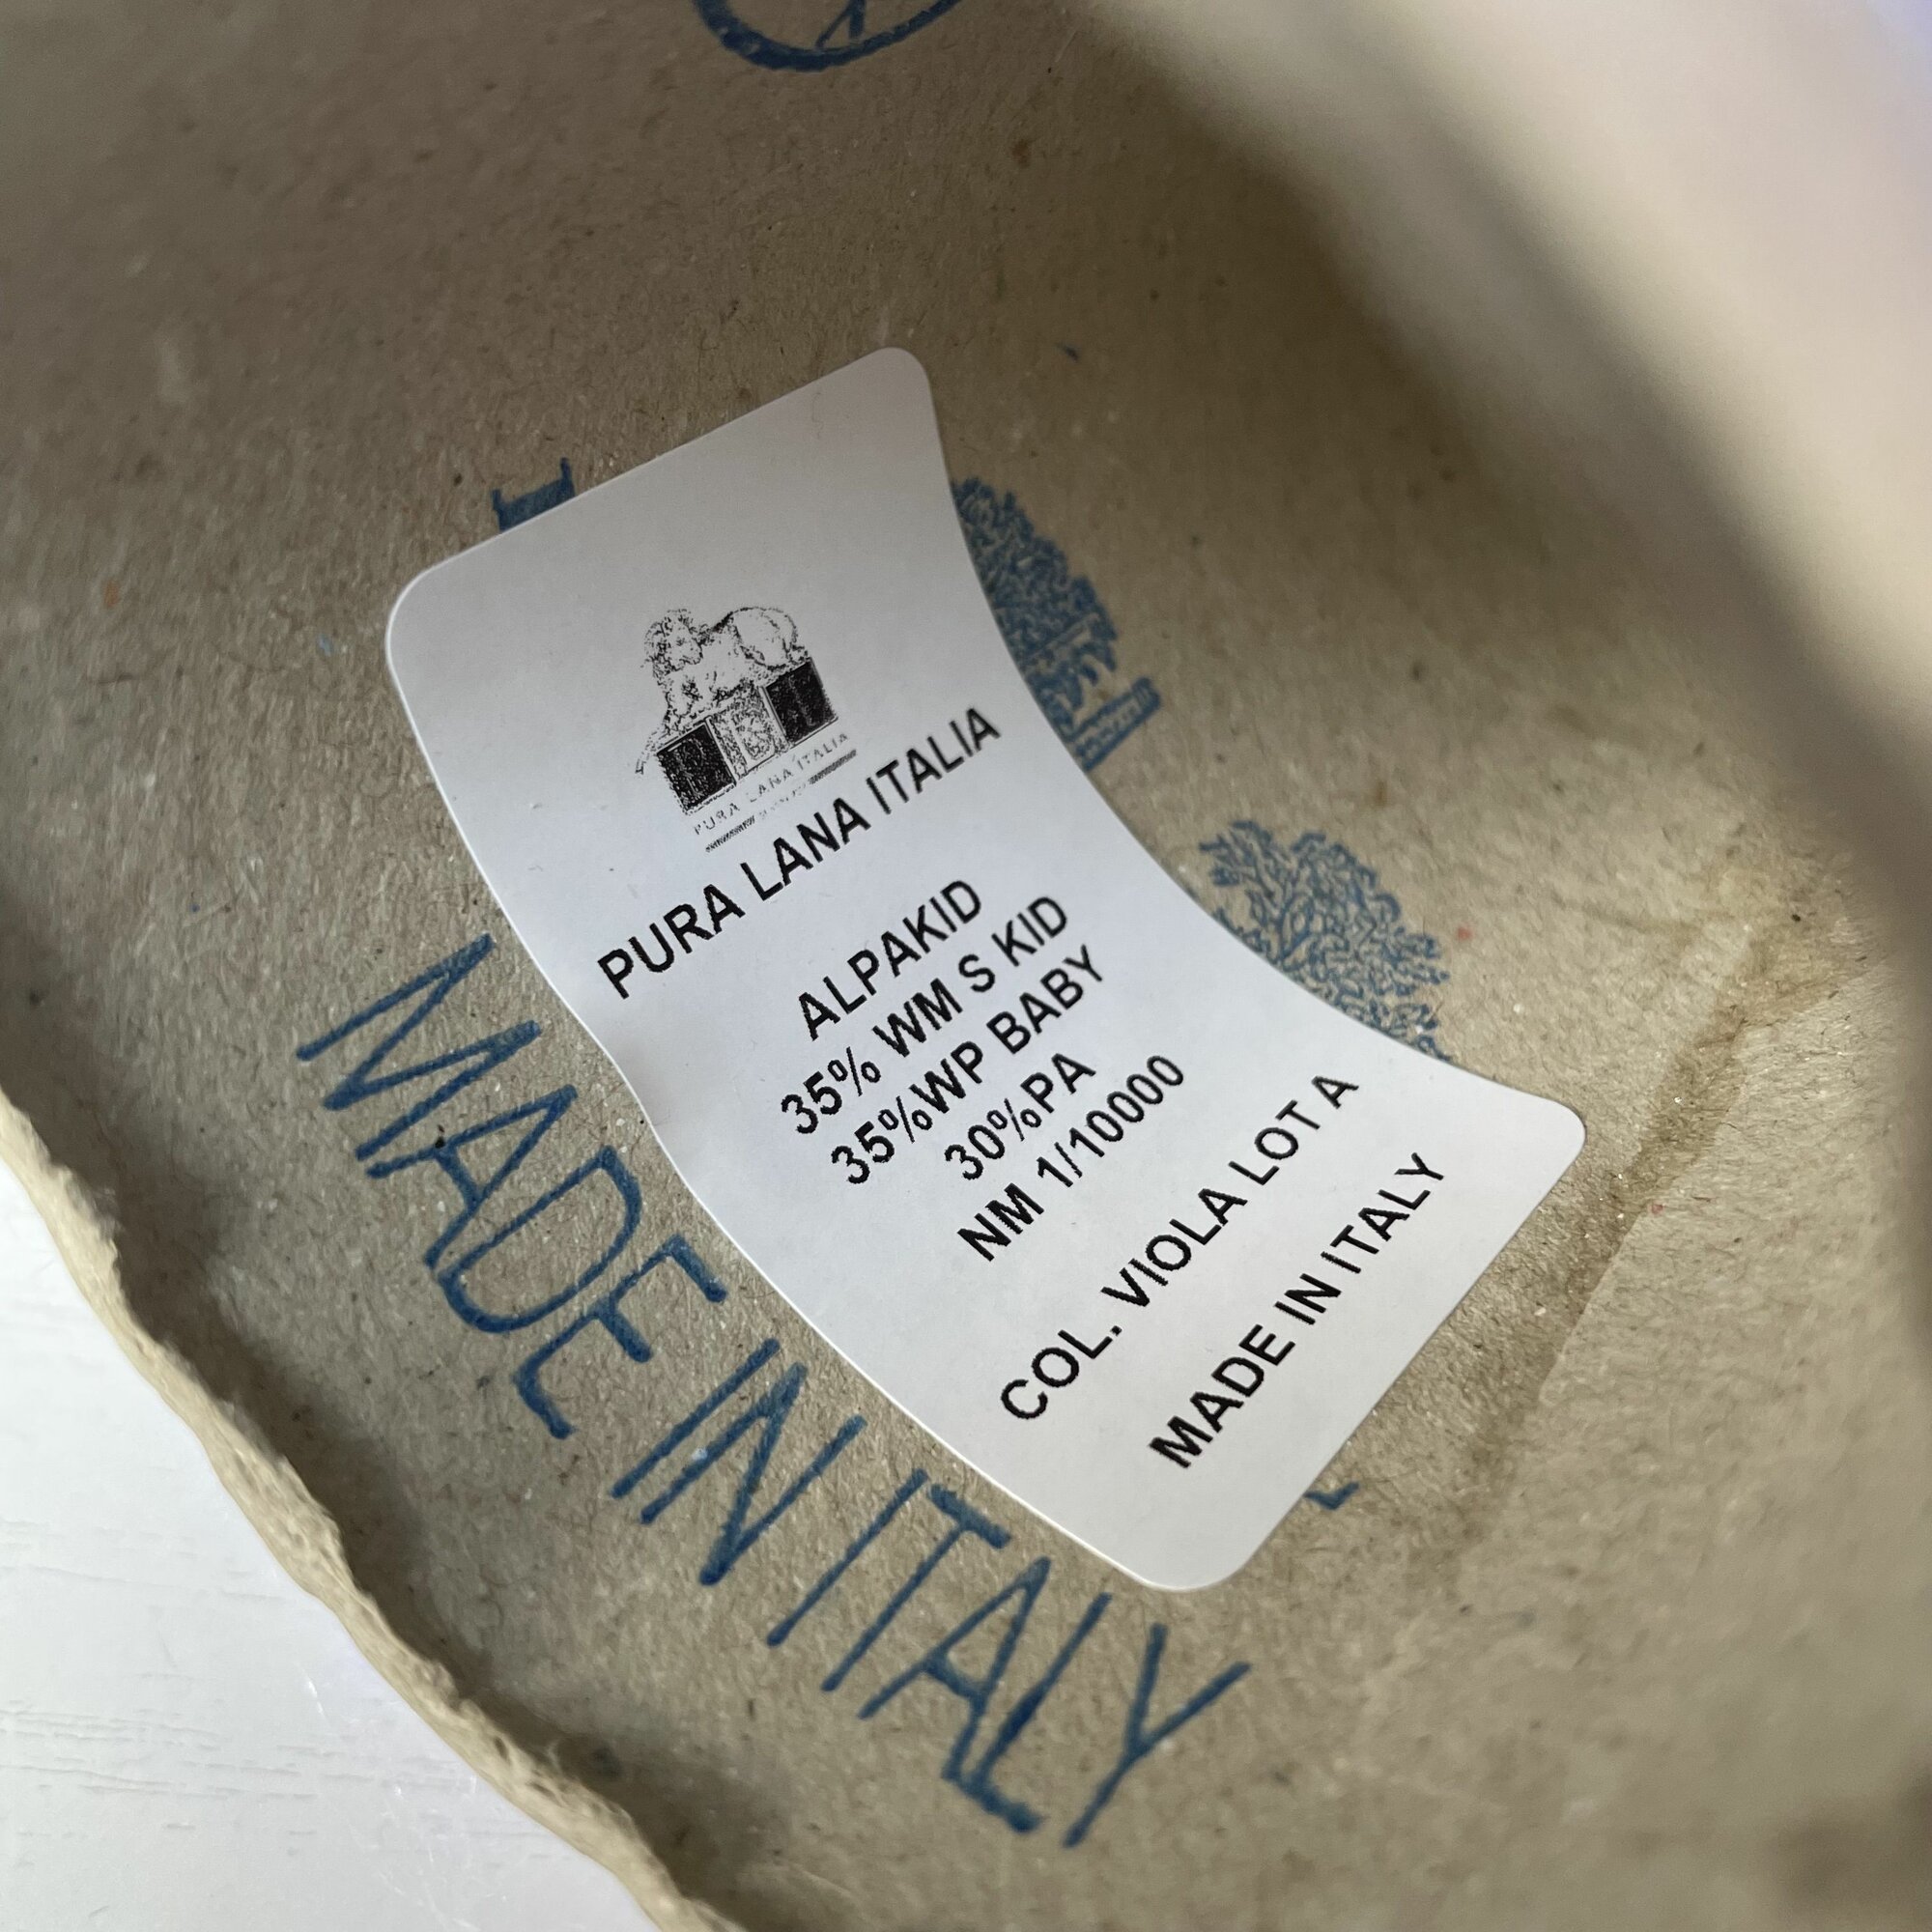 PURA LANA ITALIA
PURA LANA ITALIA
ALPAKID
35% WM S KID
35%WP BABY
30%PA
NM 1/10000
COL. VIOLA LOT A
MADE IN ITALY
MADE IN ITALY